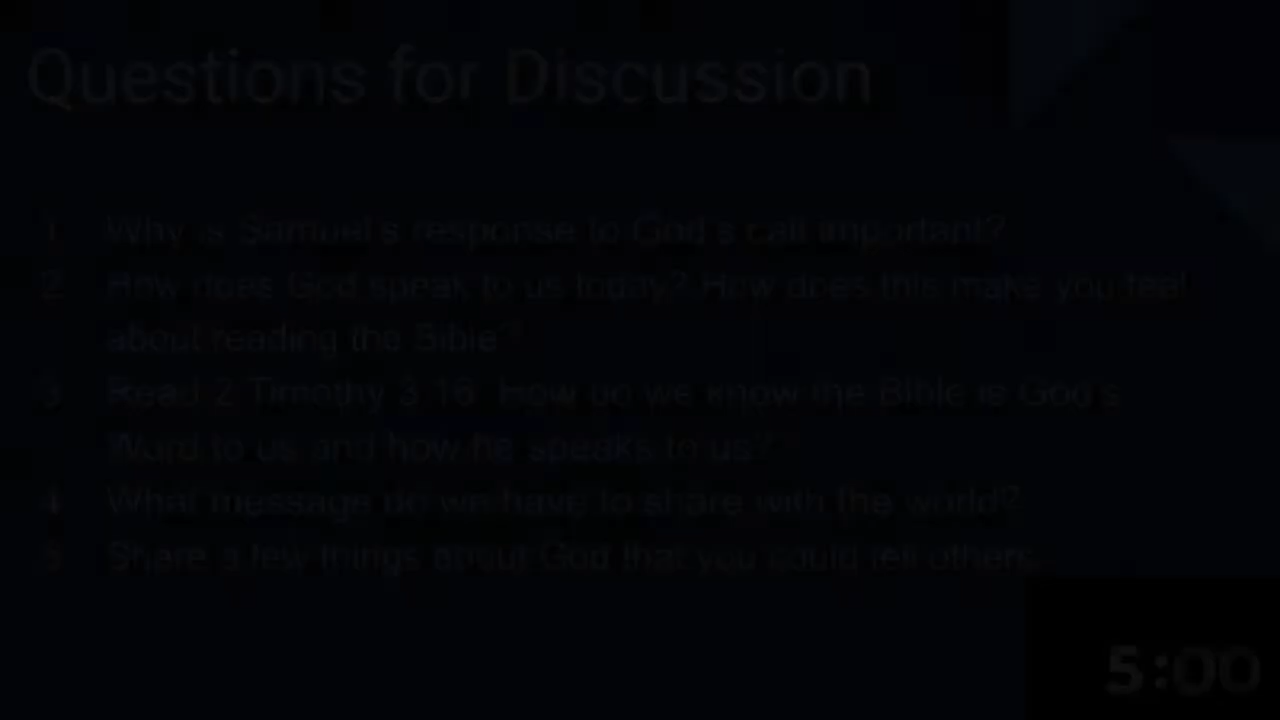 Questions for Discussion
1. Why is Samuel's response to God's call important?
2. How does God speak to us today? How does this make you feel
about reading the Bible?
3. Read 2 Timothy 3:16. How do we know the Bible is God's
Word to us and how he speaks to us?
4. What message do we have to share with the world?
5. Share a few things about God that you could tell others.
5:00